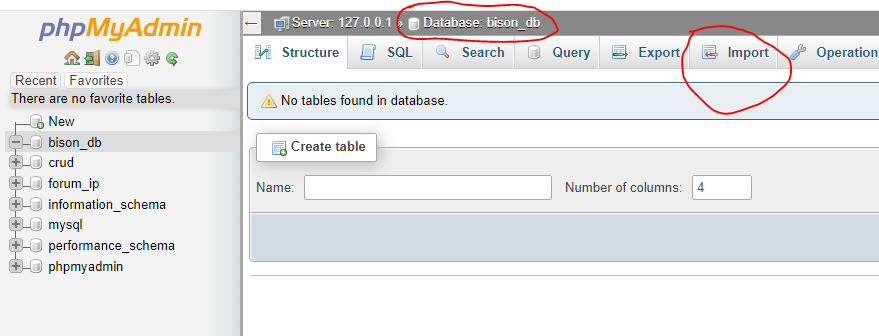 phpMyAdmin
Recent Favorites
There are no favorite tables.
New
bison_db
crud
forum_ip
information_schema
mysql
performance_schema
phpmyadmin
Server: 127.0.0.1 » Database: bison_db
Structure SQL Search Query Export Import Operation
No tables found in database.
Create table
Name: Number of columns: 4